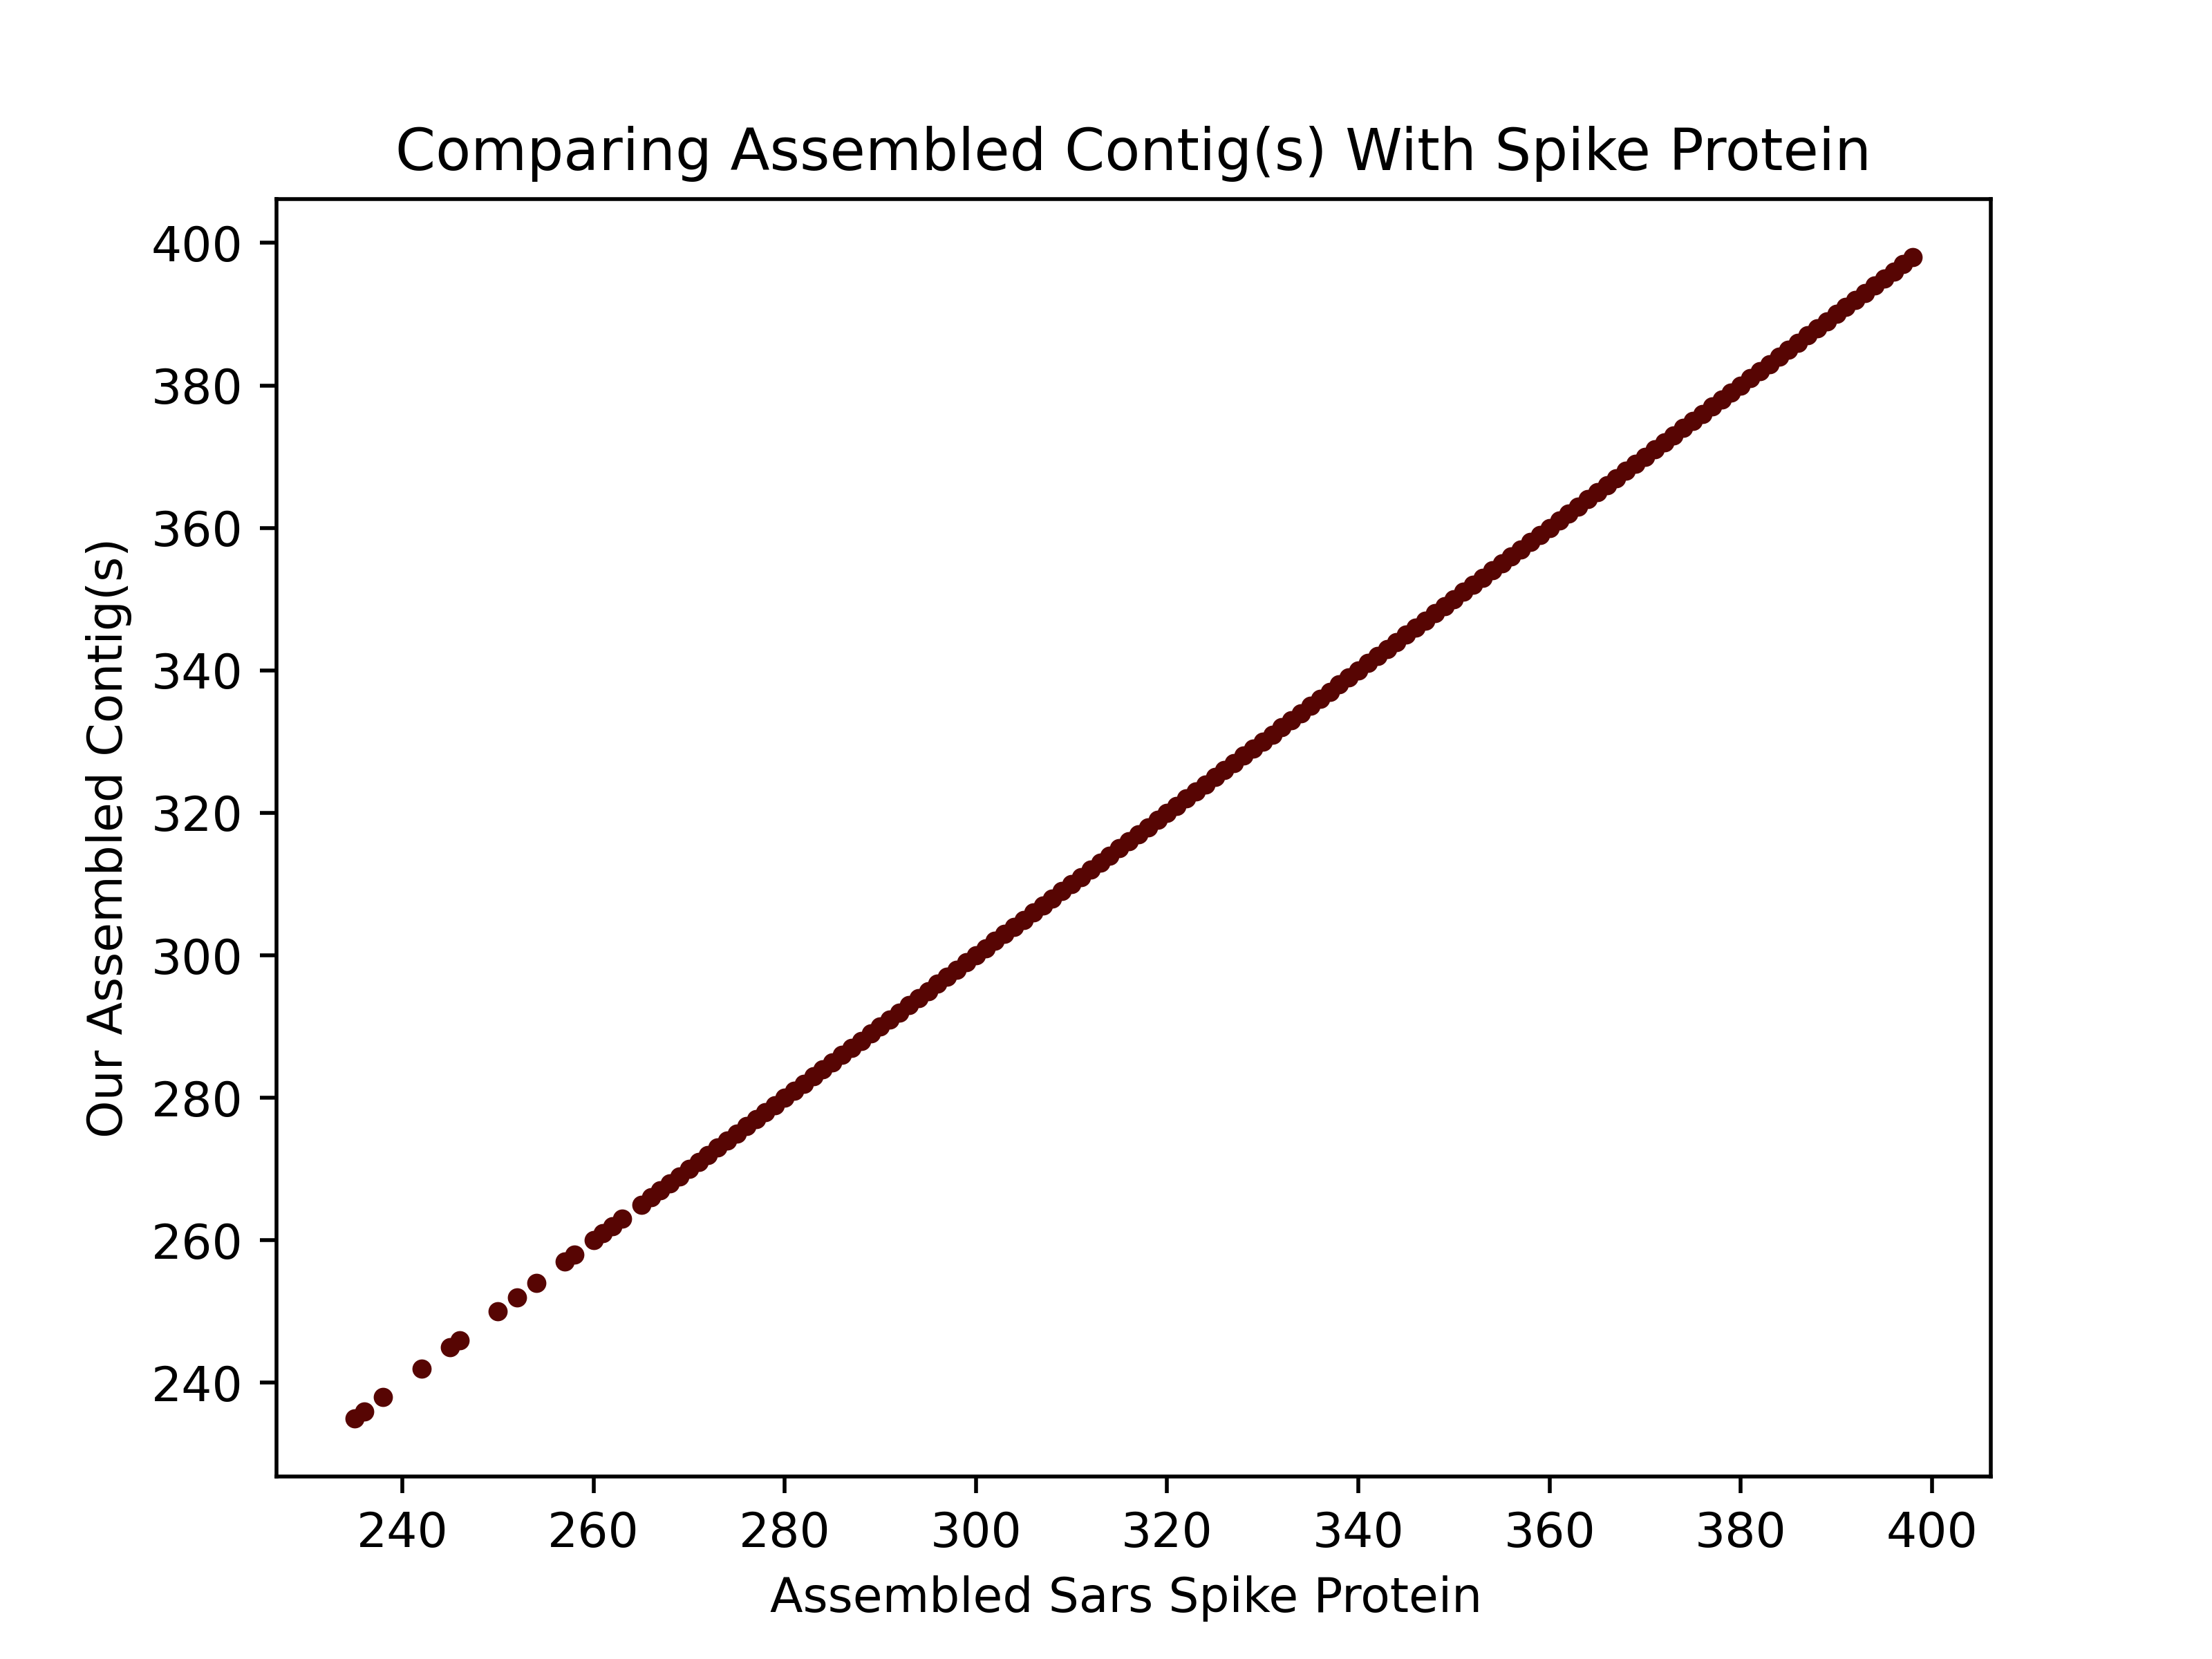 Comparing Assembled Contig(s) With Spike Protein
400
380
360
340
320
300
280
260
240
Our Assembled Contig(s)
240 260 280 300 320 340 360 380 400
Assembled Sars Spike Protein